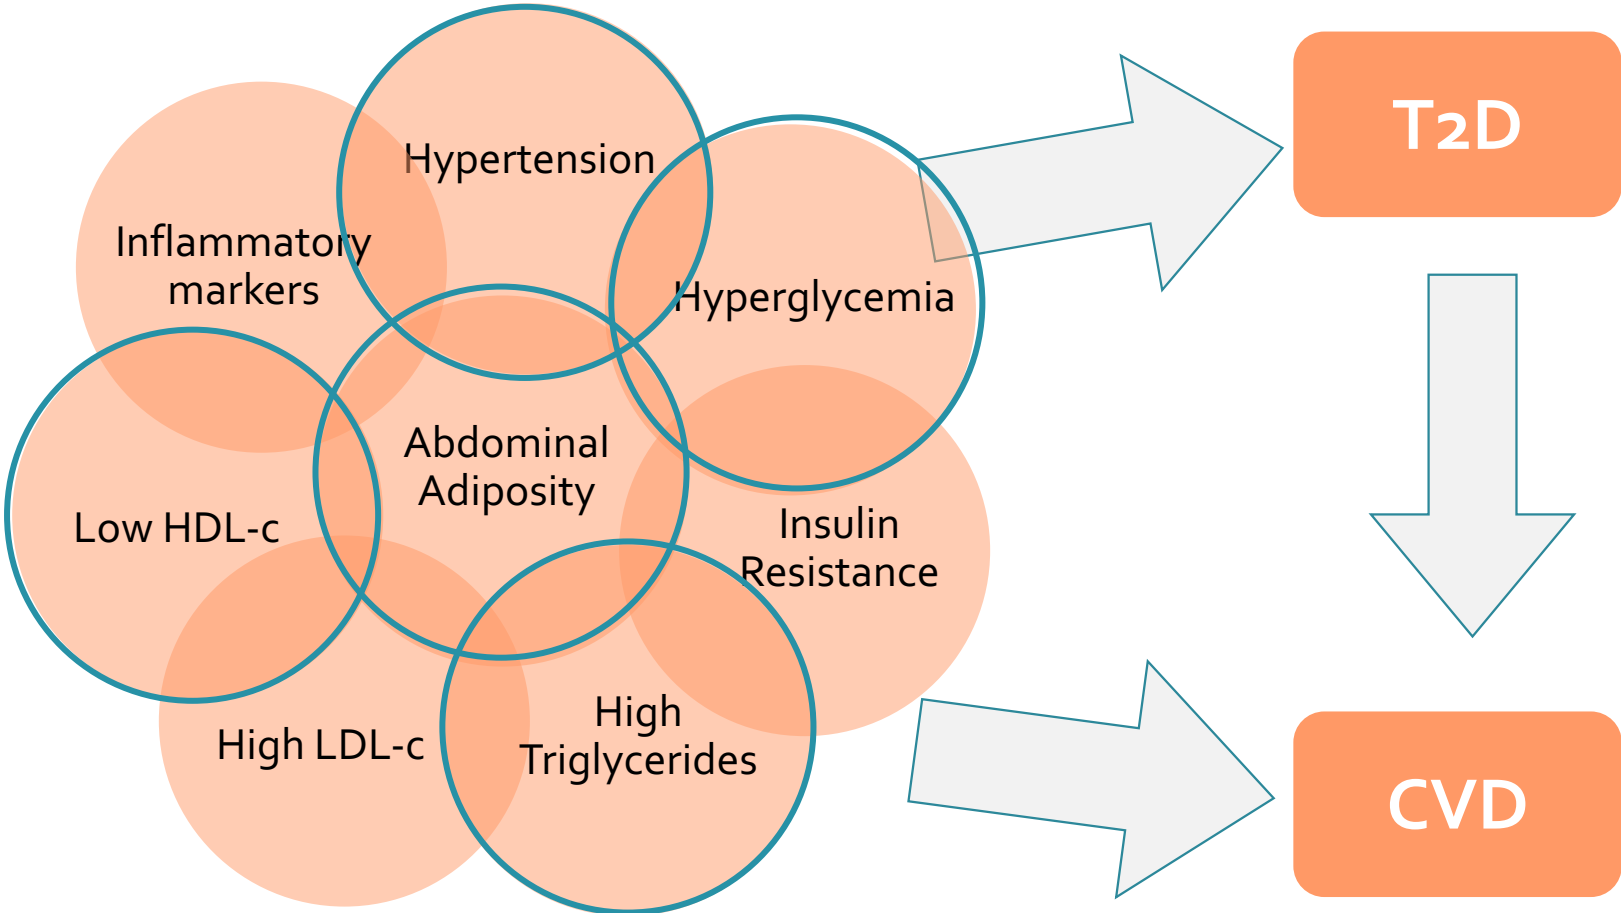 Hypertension
Inflammatory
markers
Hyperglycemia
Abdominal
Adiposity
Low HDL-c
Insulin
Resistance
High LDL-c
High
Triglycerides
T2D
CVD